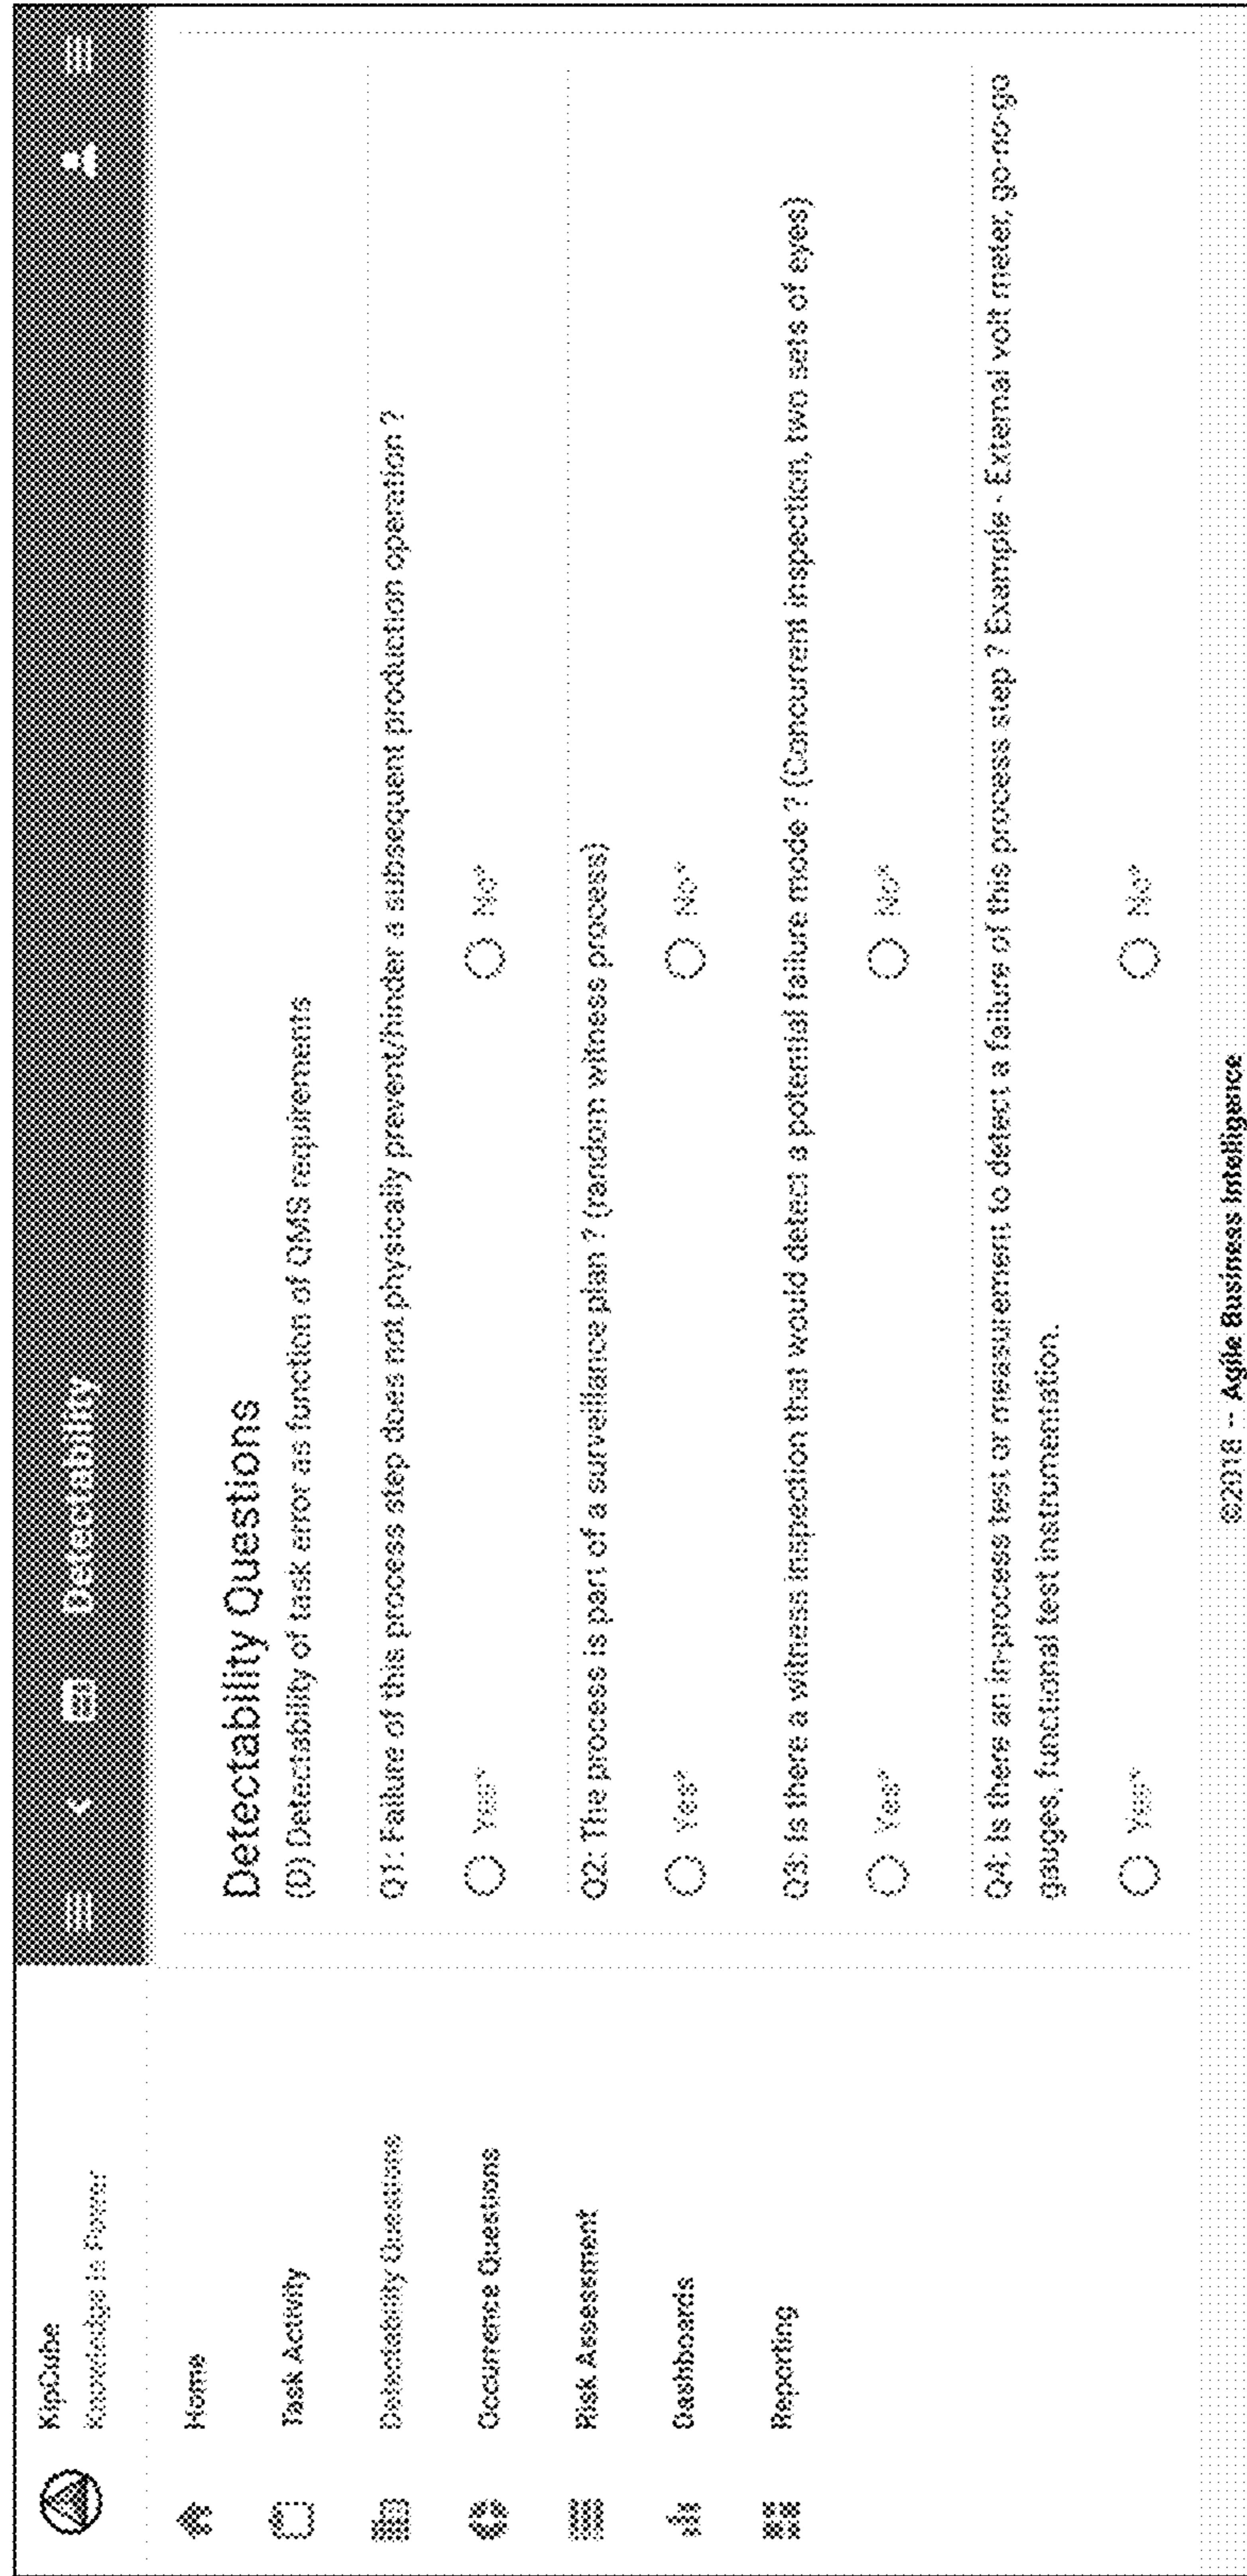 KipCube
Knowledge is Power
Home
Task Activity
Detectability Questions
Occurrence Questions
Risk Assessment
Dashboards
Reporting
Detectability
Detectability Questions
(D) Detectability of task error as function of QMS requirements
Q1: Failure of this process step does not physically prevent/hinder a subsequent production operation ?
Yes* No*
Q2: The process is part of a surveillance plan ? (random witness process)
Yes* No*
Q3: Is there a witness inspection that would detect a potential failure mode ? (Concurrent inspection, two sets of eyes)
Yes* No*
Q4: Is there an in-process test or measurement to detect a failure of this process step ? Example - External volt meter, go-no-go
gauges, functional test instrumentation.
Yes* No*
©2018 -- Agile Business Intelligance